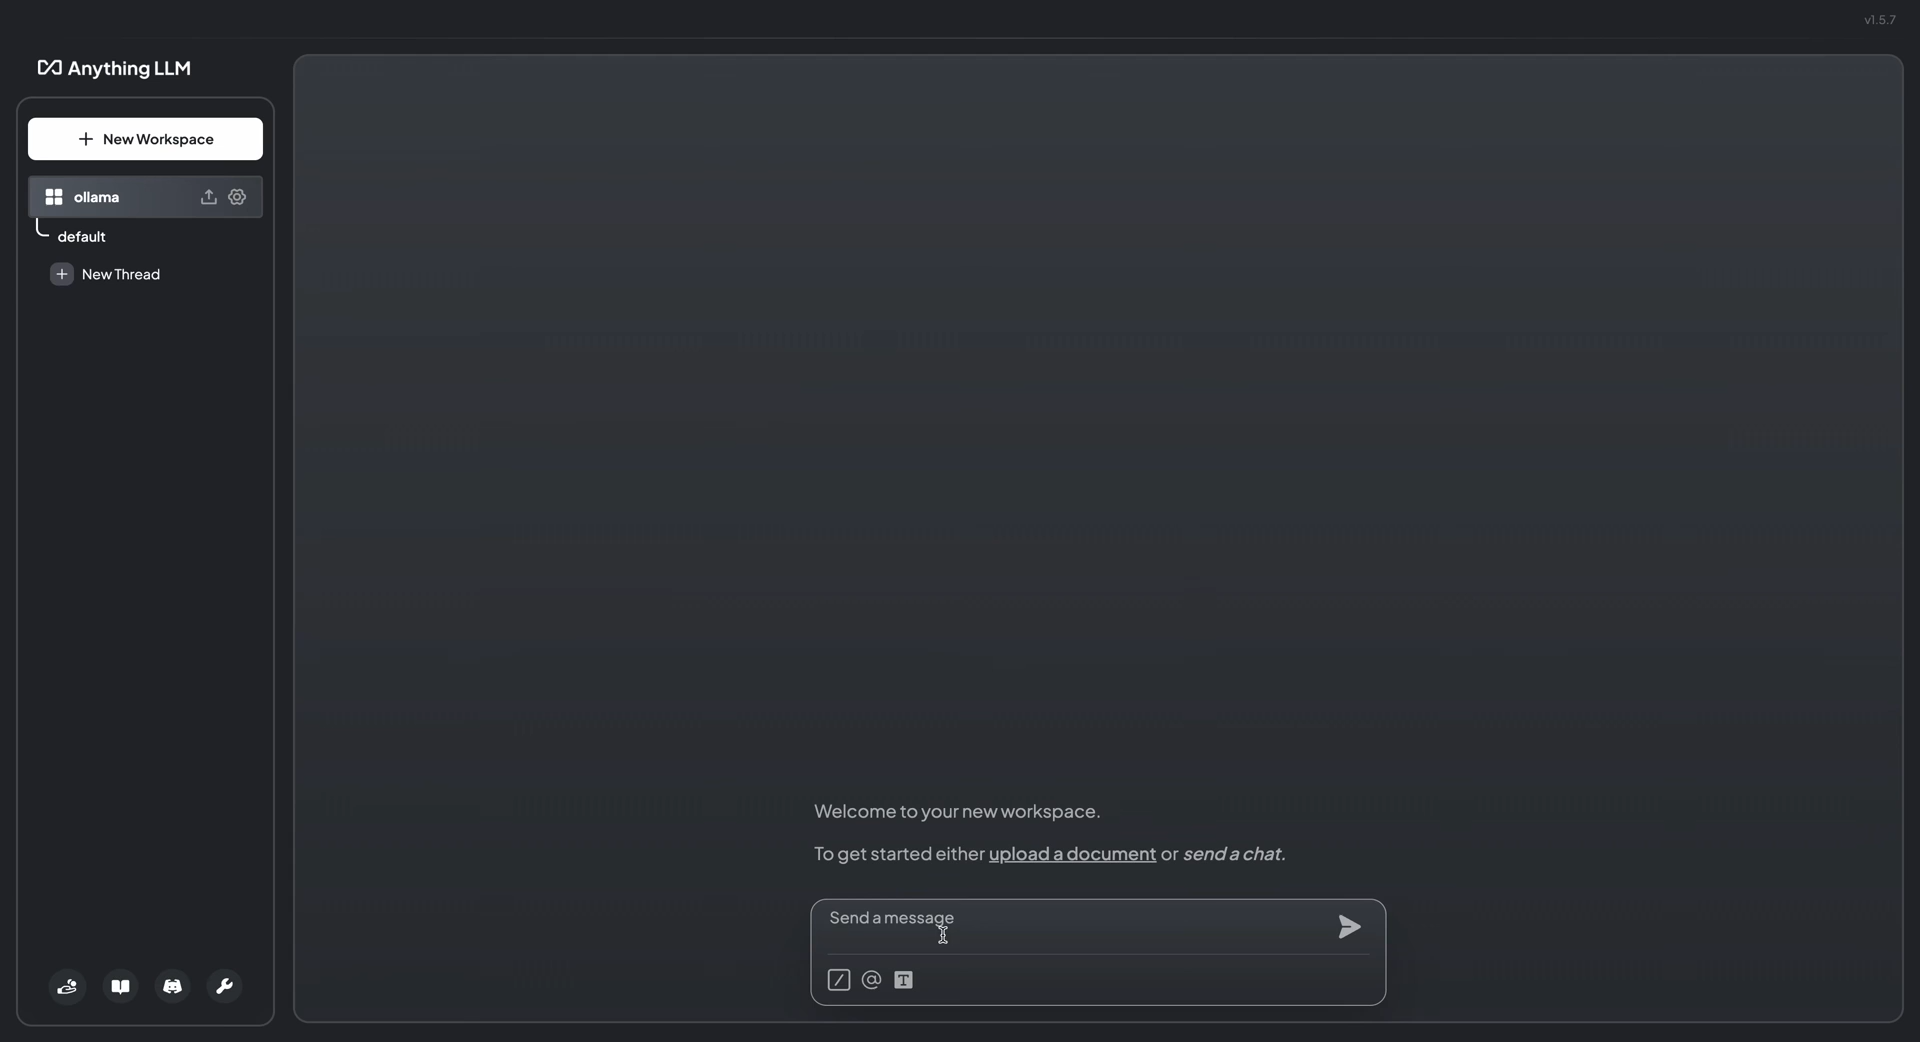 v1.5.7
Anything LLM
New Workspace
ollama
default
New Thread
Welcome to your new workspace.
To get started either upload a document or send a chat.
Send a message
@
T